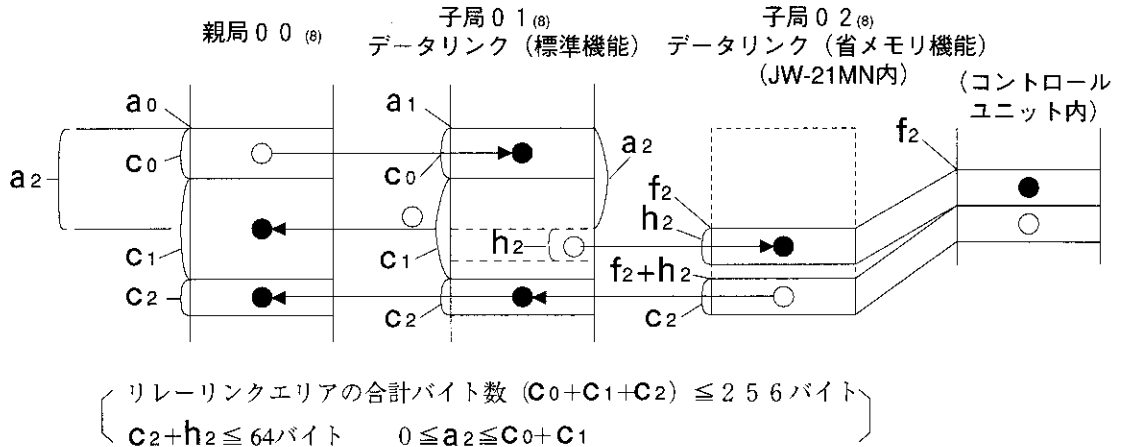 親局００(8)
子局０１(8)
データリンク（標準機能）
子局０２(8)
データリンク（省メモリ機能）
(JW-21MN内)
（コントロール
ユニット内）
a0
a1
a2
c0
c0
a2
f2
f2
h2
h2
c1
c1
f2+h2
c2
c2
c2
リレーリンクエリアの合計バイト数（c0+c1+c2）≦２５６バイト
c2+h2≦64バイト　　0≦a2≦c0+c1